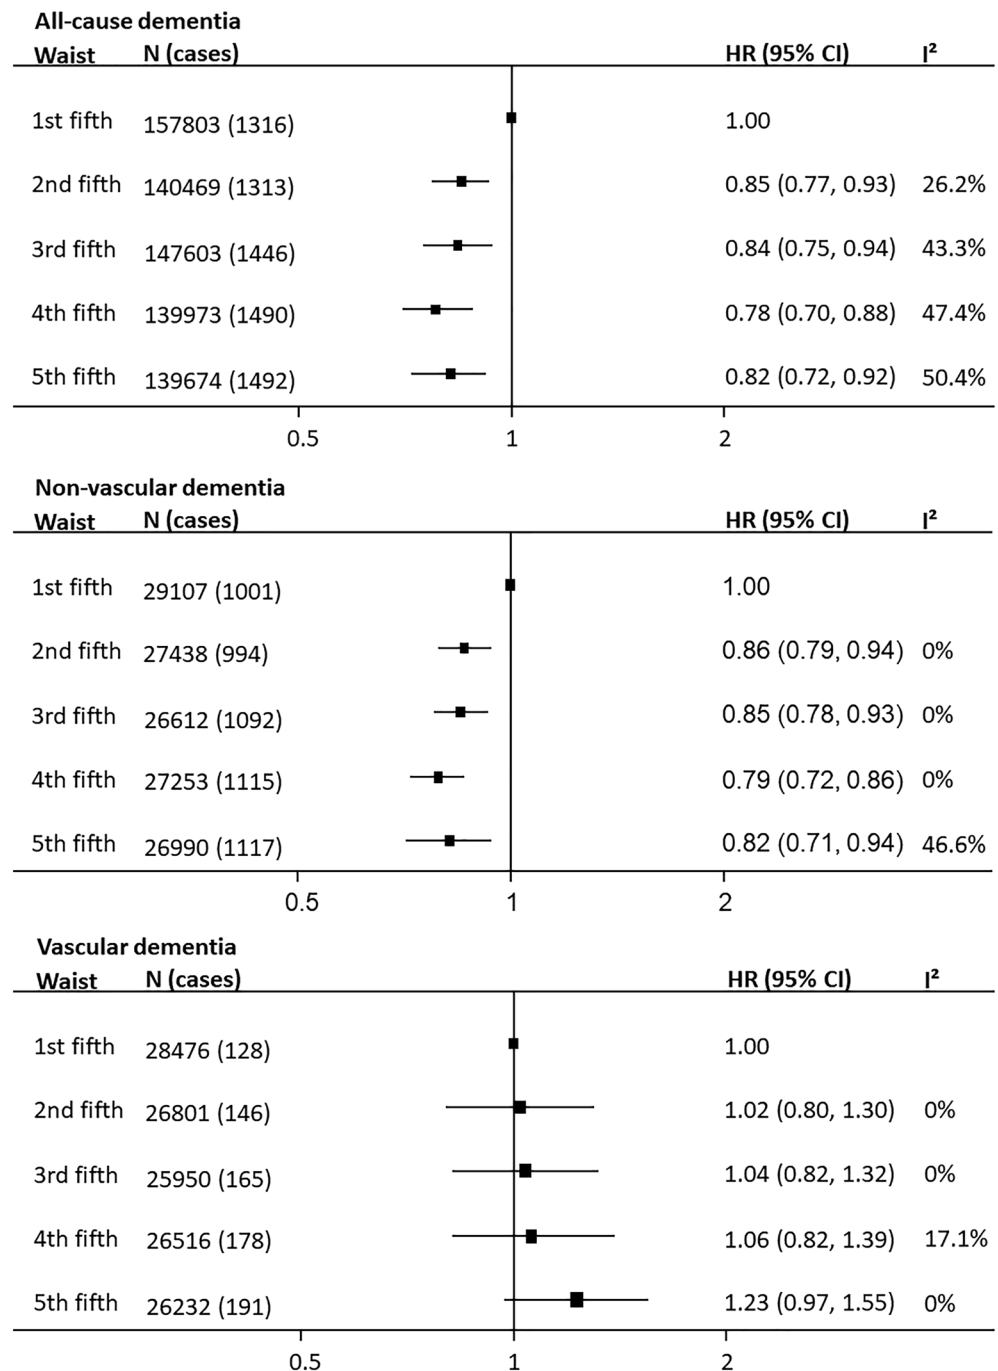 All-cause dementia
Waist N (cases) HR (95% CI) I²
1st fifth 157803 (1316) 1.00
2nd fifth 140469 (1313) 0.85 (0.77, 0.93) 26.2%
3rd fifth 147603 (1446) 0.84 (0.75, 0.94) 43.3%
4th fifth 139973 (1490) 0.78 (0.70, 0.88) 47.4%
5th fifth 139674 (1492) 0.82 (0.72, 0.92) 50.4%
0.5 1 2
Non-vascular dementia
Waist N (cases) HR (95% CI) I²
1st fifth 29107 (1001) 1.00
2nd fifth 27438 (994) 0.86 (0.79, 0.94) 0%
3rd fifth 26612 (1092) 0.85 (0.78, 0.93) 0%
4th fifth 27253 (1115) 0.79 (0.72, 0.86) 0%
5th fifth 26990 (1117) 0.82 (0.71, 0.94) 46.6%
0.5 1 2
Vascular dementia
Waist N (cases) HR (95% CI) I²
1st fifth 28476 (128) 1.00
2nd fifth 26801 (146) 1.02 (0.80, 1.30) 0%
3rd fifth 25950 (165) 1.04 (0.82, 1.32) 0%
4th fifth 26516 (178) 1.06 (0.82, 1.39) 17.1%
5th fifth 26232 (191) 1.23 (0.97, 1.55) 0%
0.5 1 2